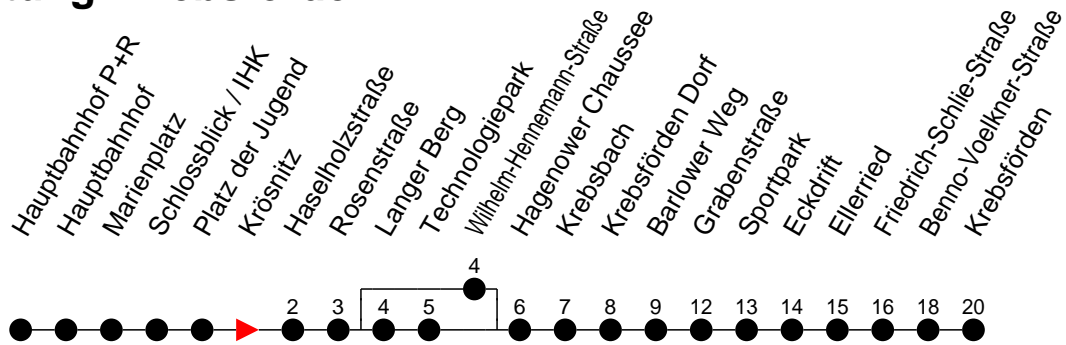 Hauptbahnhof P+R
Hauptbahnhof
Marienplatz
Schlossblick / IHK
Platz der Jugend
Krösnitz
Haselholzstraße
Rosenstraße
Langer Berg
Technologiepark
Wilhelm-Hennemann-Straße
Hagenower Chaussee
Krebsbach
Krebsförden Dorf
Barlower Weg
Grabenstraße
Sportpark
Eckdrift
Ellerried
Friedrich-Schlie-Straße
Benno-Voelkner-Straße
Krebsförden
4
2 3 4 5 6 7 8 9 12 13 14 15 16 18 20